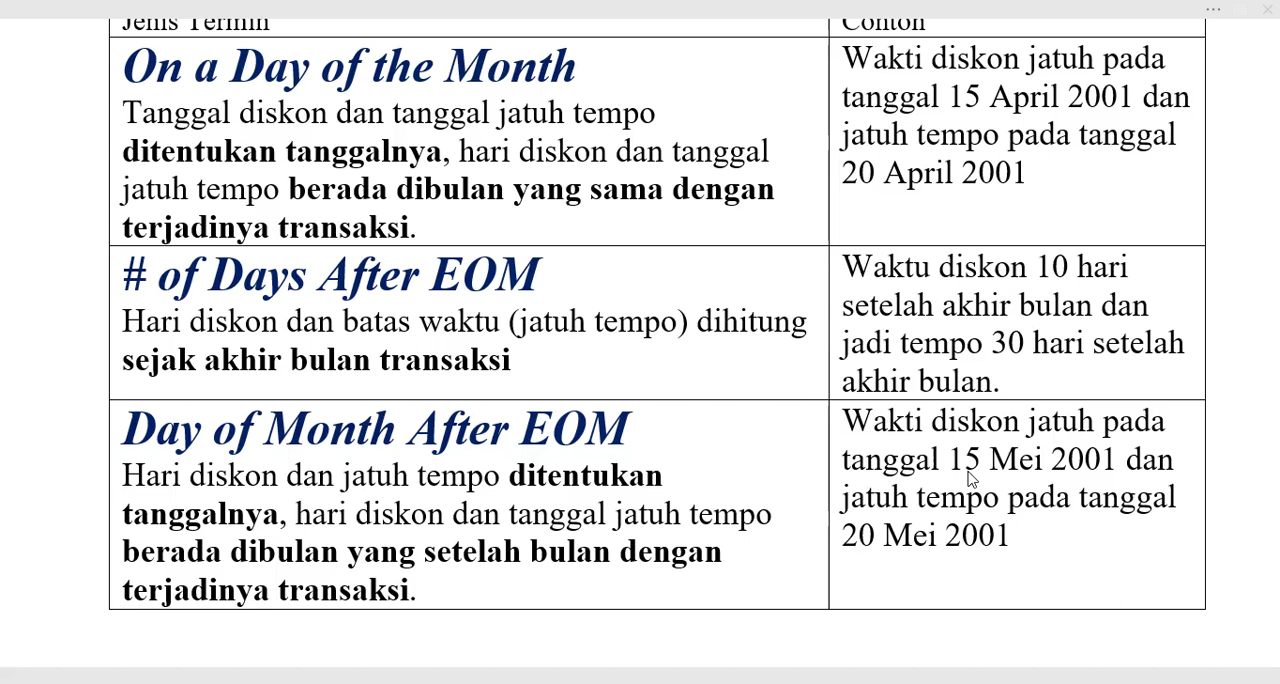 Jenis Termin
Contoh
On a Day of the Month
Tanggal diskon dan tanggal jatuh tempo
ditentukan tanggalnya, hari diskon dan tanggal
jatuh tempo berada dibulan yang sama dengan
terjadinya transaksi.
Wakti diskon jatuh pada
tanggal 15 April 2001 dan
jatuh tempo pada tanggal
20 April 2001
# of Days After EOM
Hari diskon dan batas waktu (jatuh tempo) dihitung
sejak akhir bulan transaksi
Waktu diskon 10 hari
setelah akhir bulan dan
jadi tempo 30 hari setelah
akhir bulan.
Day of Month After EOM
Hari diskon dan jatuh tempo ditentukan
tanggalnya, hari diskon dan tanggal jatuh tempo
berada dibulan yang setelah bulan dengan
terjadinya transaksi.
Wakti diskon jatuh pada
tanggal 15 Mei 2001 dan
jatuh tempo pada tanggal
20 Mei 2001